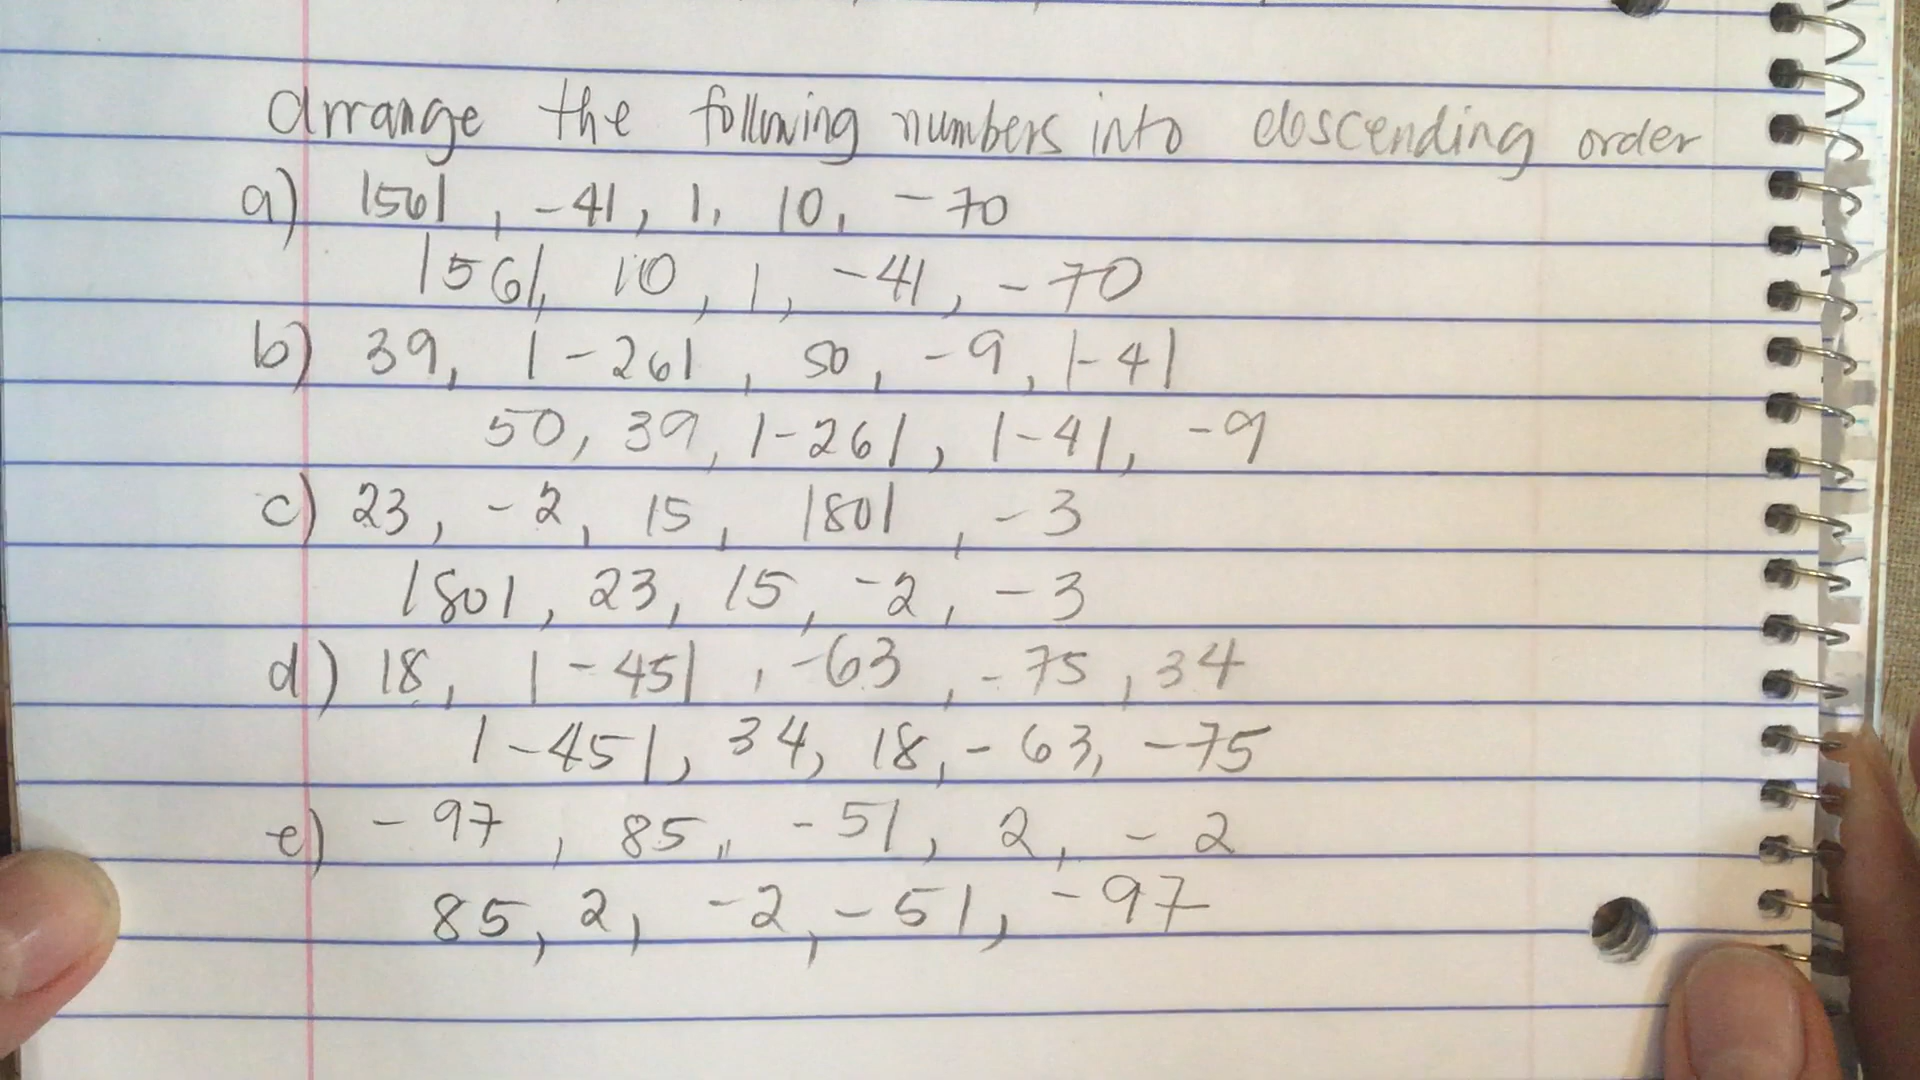 arrange the following numbers into descending order
a) |56|, -41, 1, 10, -70
|56|, 10, 1, -41, -70
b) 39, |-26|, 50, -9, |-4|
50, 39, |-26|, |-4|, -9
c) 23, -2, 15, |80|, -3
|80|, 23, 15, -2, -3
d) 18, |-45|, -63, -75, 34
|-45|, 34, 18, -63, -75
e) -97, 85, -51, 2, -2
85, 2, -2, -51, -97